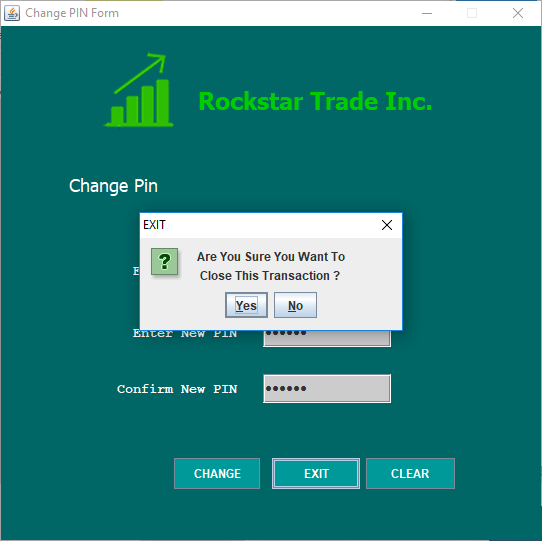 Change PIN Form
Rockstar Trade Inc.
Change Pin
EXIT
?
Are You Sure You Want To
Close This Transaction ?
Yes
No
Enter New PIN ••••••
Confirm New PIN ••••••
CHANGE
EXIT
CLEAR